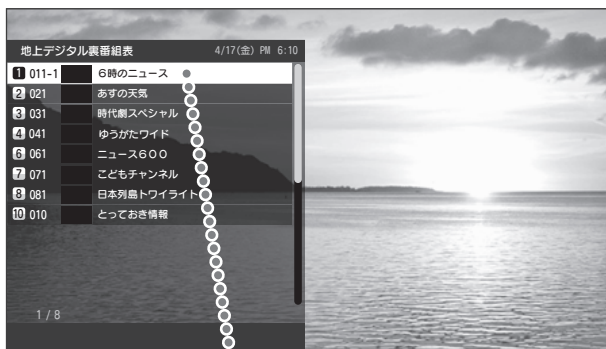 地上デジタル裏番組表 4/17(金) PM 6:10
1 011-1 6時のニュース
2 021 あすの天気
3 031 時代劇スペシャル
4 041 ゆうがたワイド
6 061 ニュース600
7 071 こどもチャンネル
8 081 日本列島トワイライト
10 010 とっておき情報
1/8